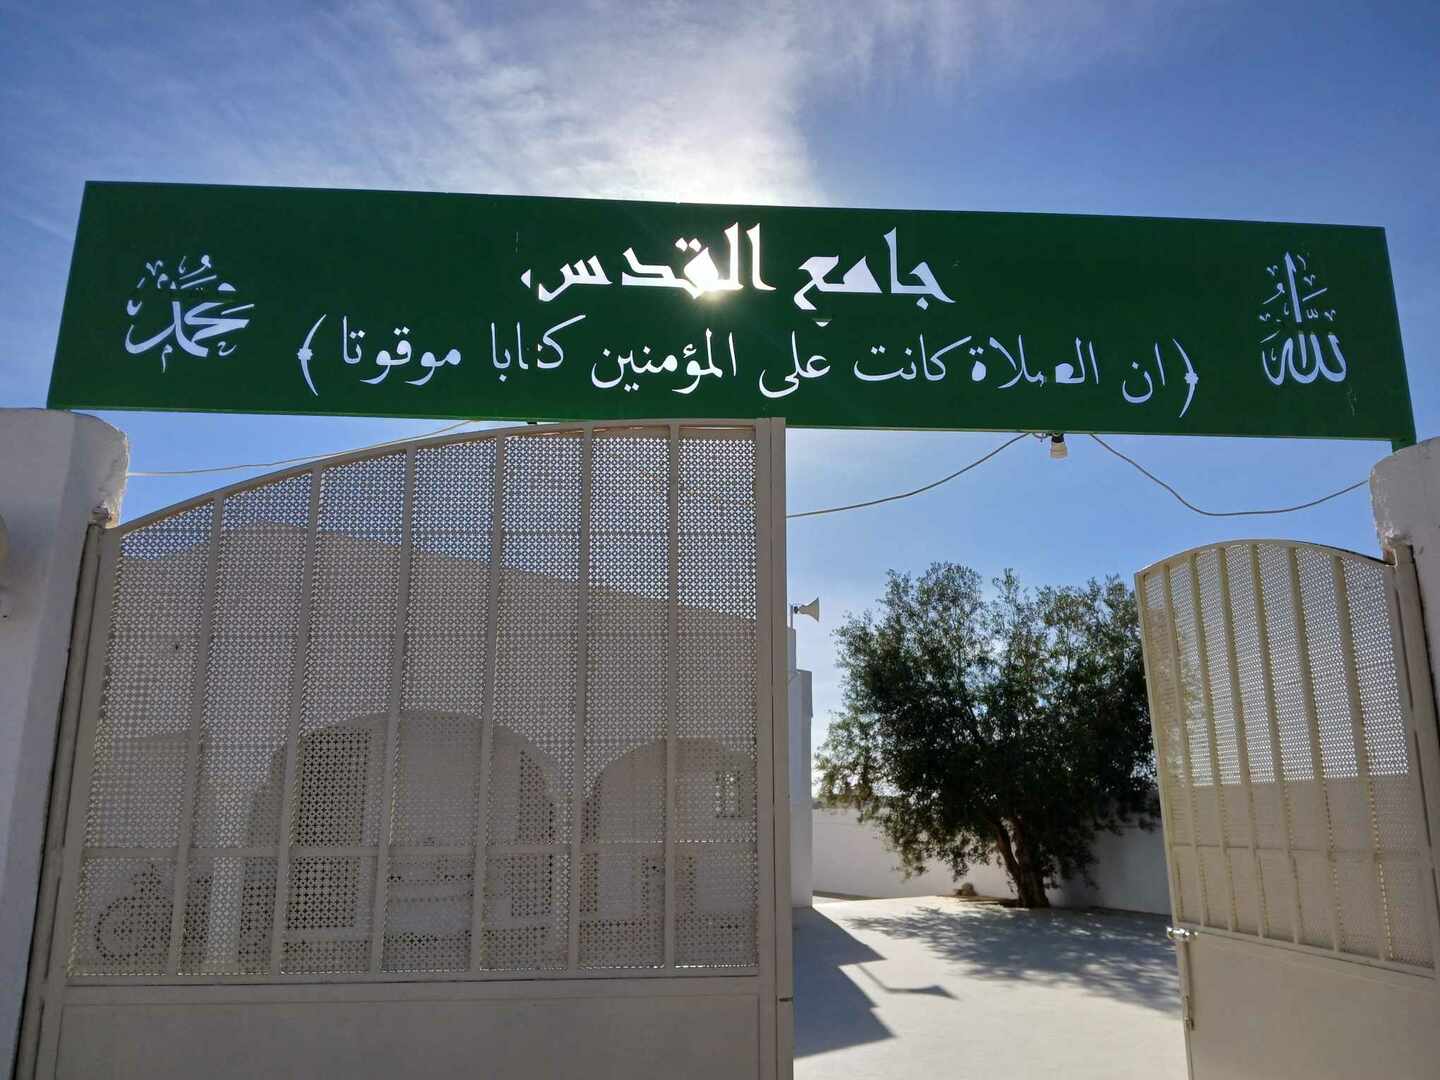 الله
جامع القدس
﴿ ان الصلاة كانت على المؤمنين كتابا موقوتا ﴾
محمد